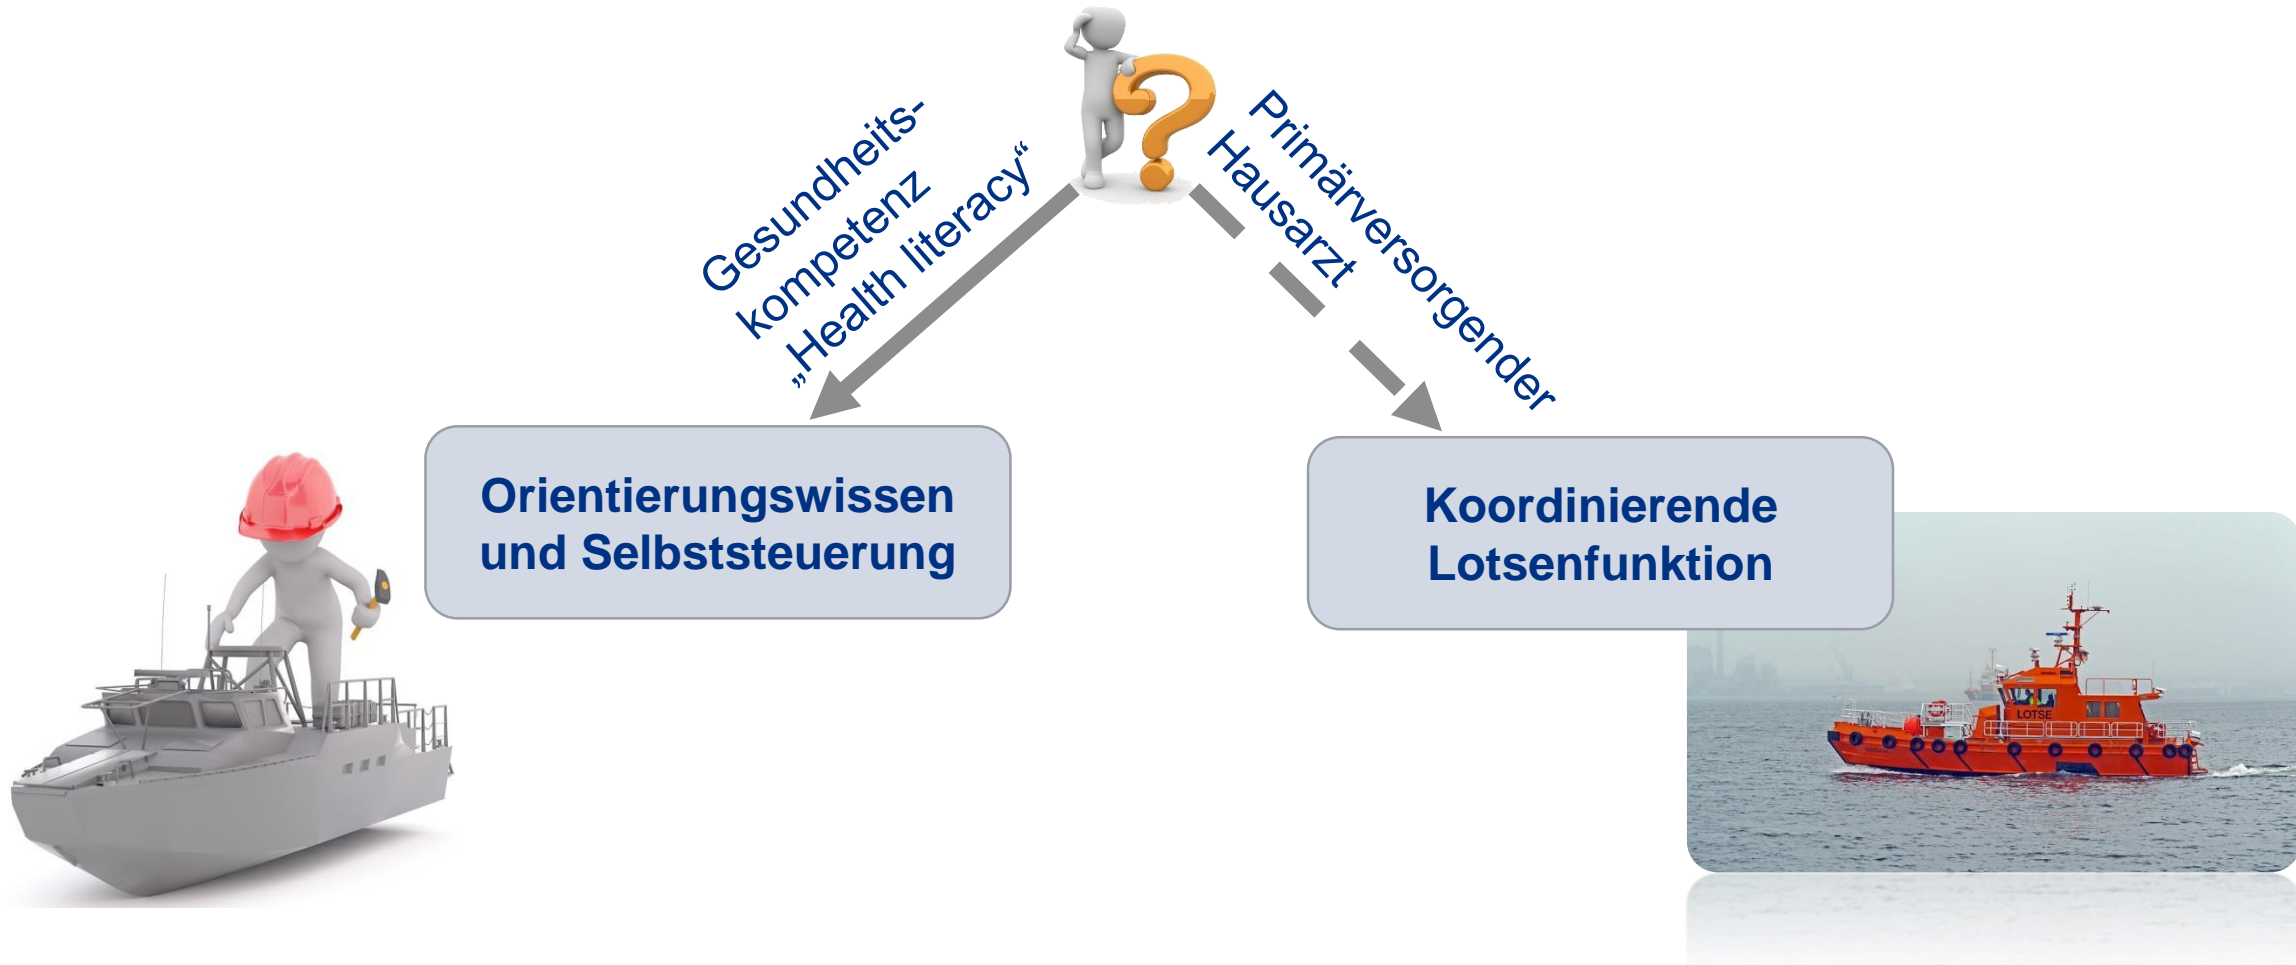 Gesundheits-
kompetenz
„Health literacy“
Primärversorgender
Hausarzt
Orientierungswissen
und Selbststeuerung
Koordinierende
Lotsenfunktion
LOTSE